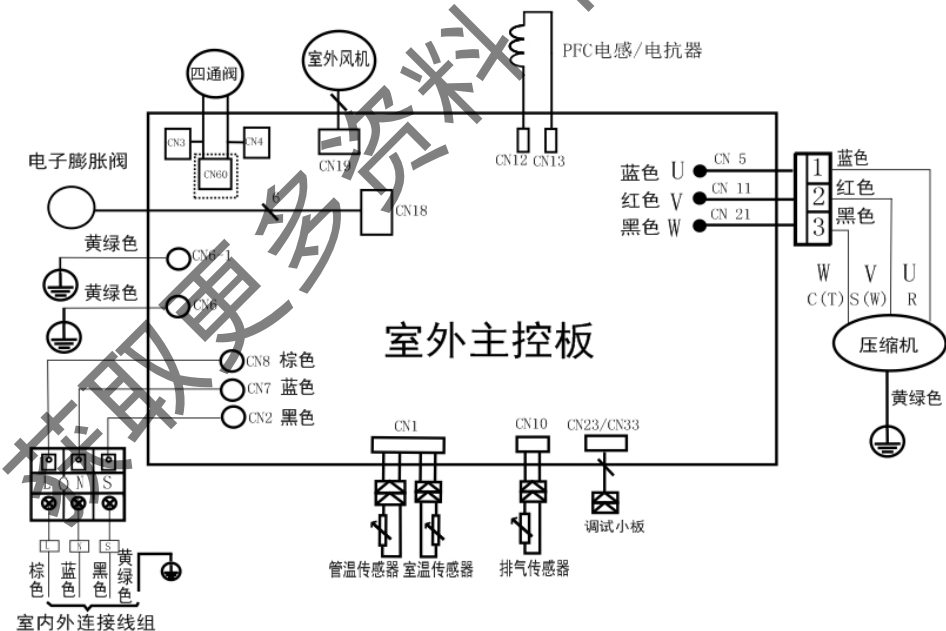 室外风机
PFC电感/电抗器
四通阀
CN3
CN4
CN60
CN19
CN12
CN13
电子膨胀阀
6
CN18
蓝色 U CN 5
红色 V CN 11
黑色 W CN 21
1 蓝色
2 红色
3 黑色
黄绿色
CN6-1
黄绿色
CN6
W V U
C(T) S(W) R
室外主控板
压缩机
CN8 棕色
CN7 蓝色
CN2 黑色
黄绿色
CN1
CN10
CN23/CN33
L N S
调试小板
L N S
管温传感器
室温传感器
排气传感器
棕色
蓝色
黑色
黄绿色
室内外连接线组
获取更多资料